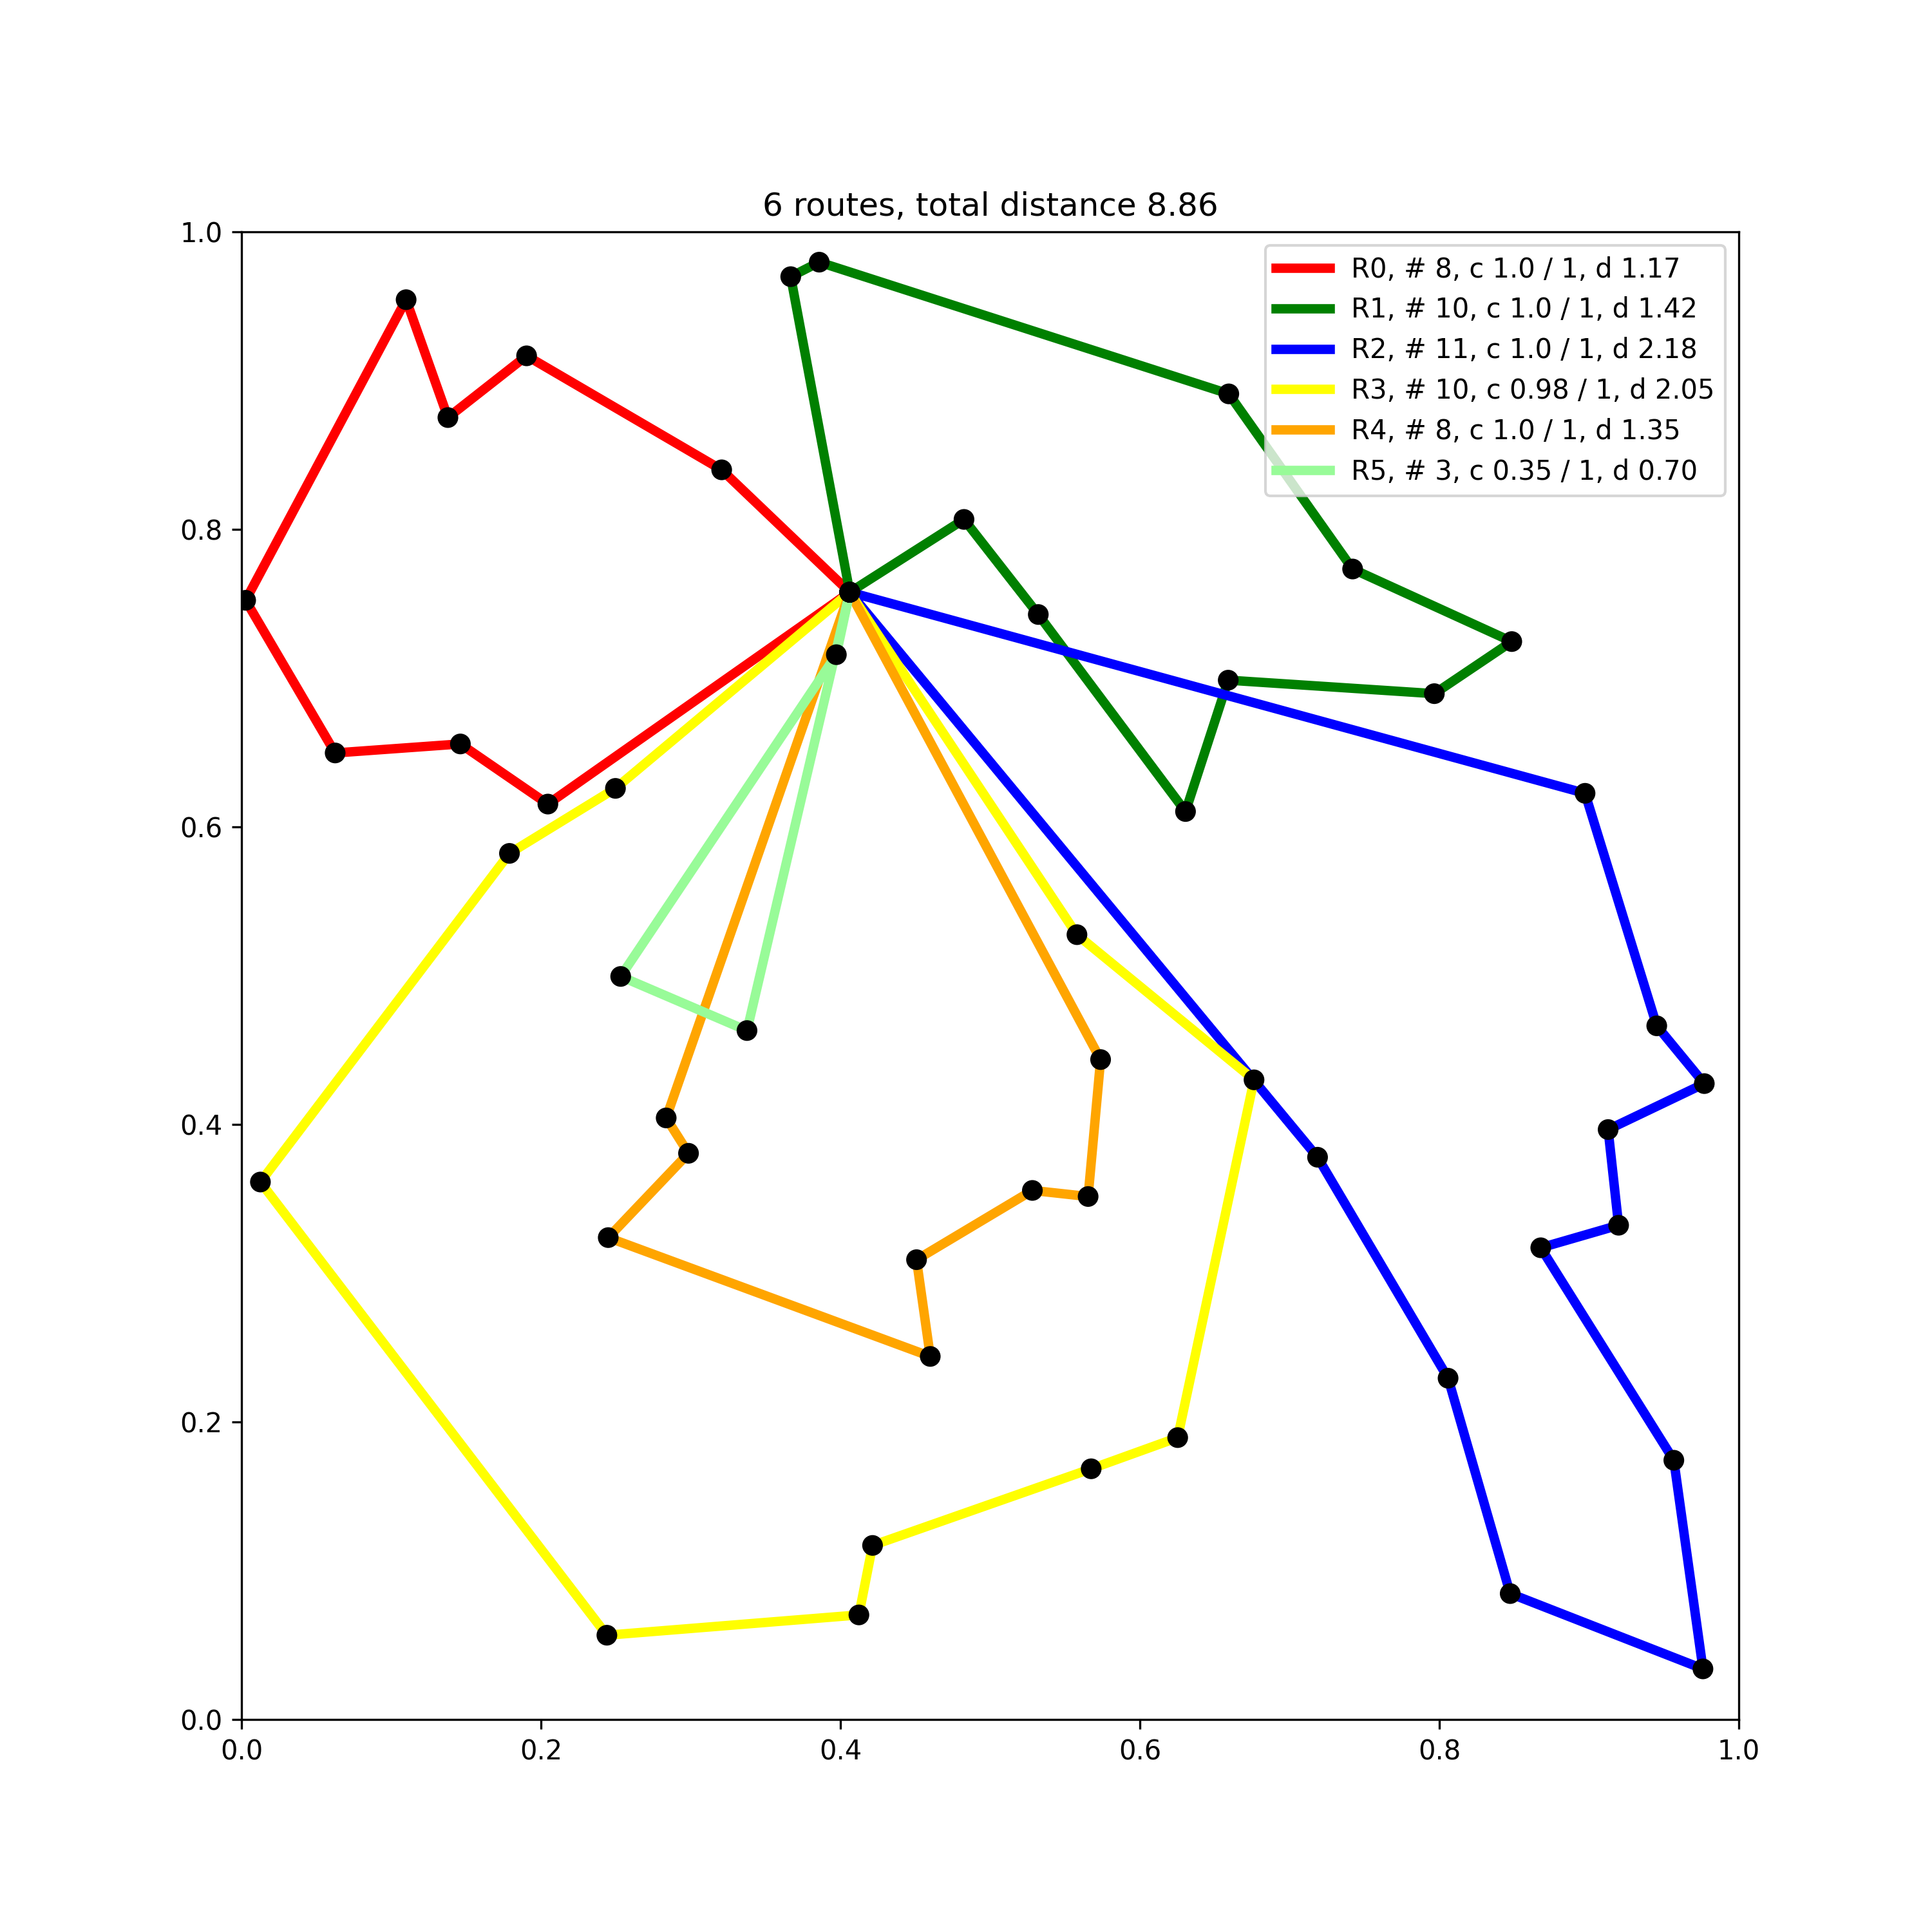 6 routes, total distance 8.86
R0, # 8, c 1.0 / 1, d 1.17
R1, # 10, c 1.0 / 1, d 1.42
R2, # 11, c 1.0 / 1, d 2.18
R3, # 10, c 0.98 / 1, d 2.05
R4, # 8, c 1.0 / 1, d 1.35
R5, # 3, c 0.35 / 1, d 0.70
1.0
0.8
0.6
0.4
0.2
0.0
0.0 0.2 0.4 0.6 0.8 1.0